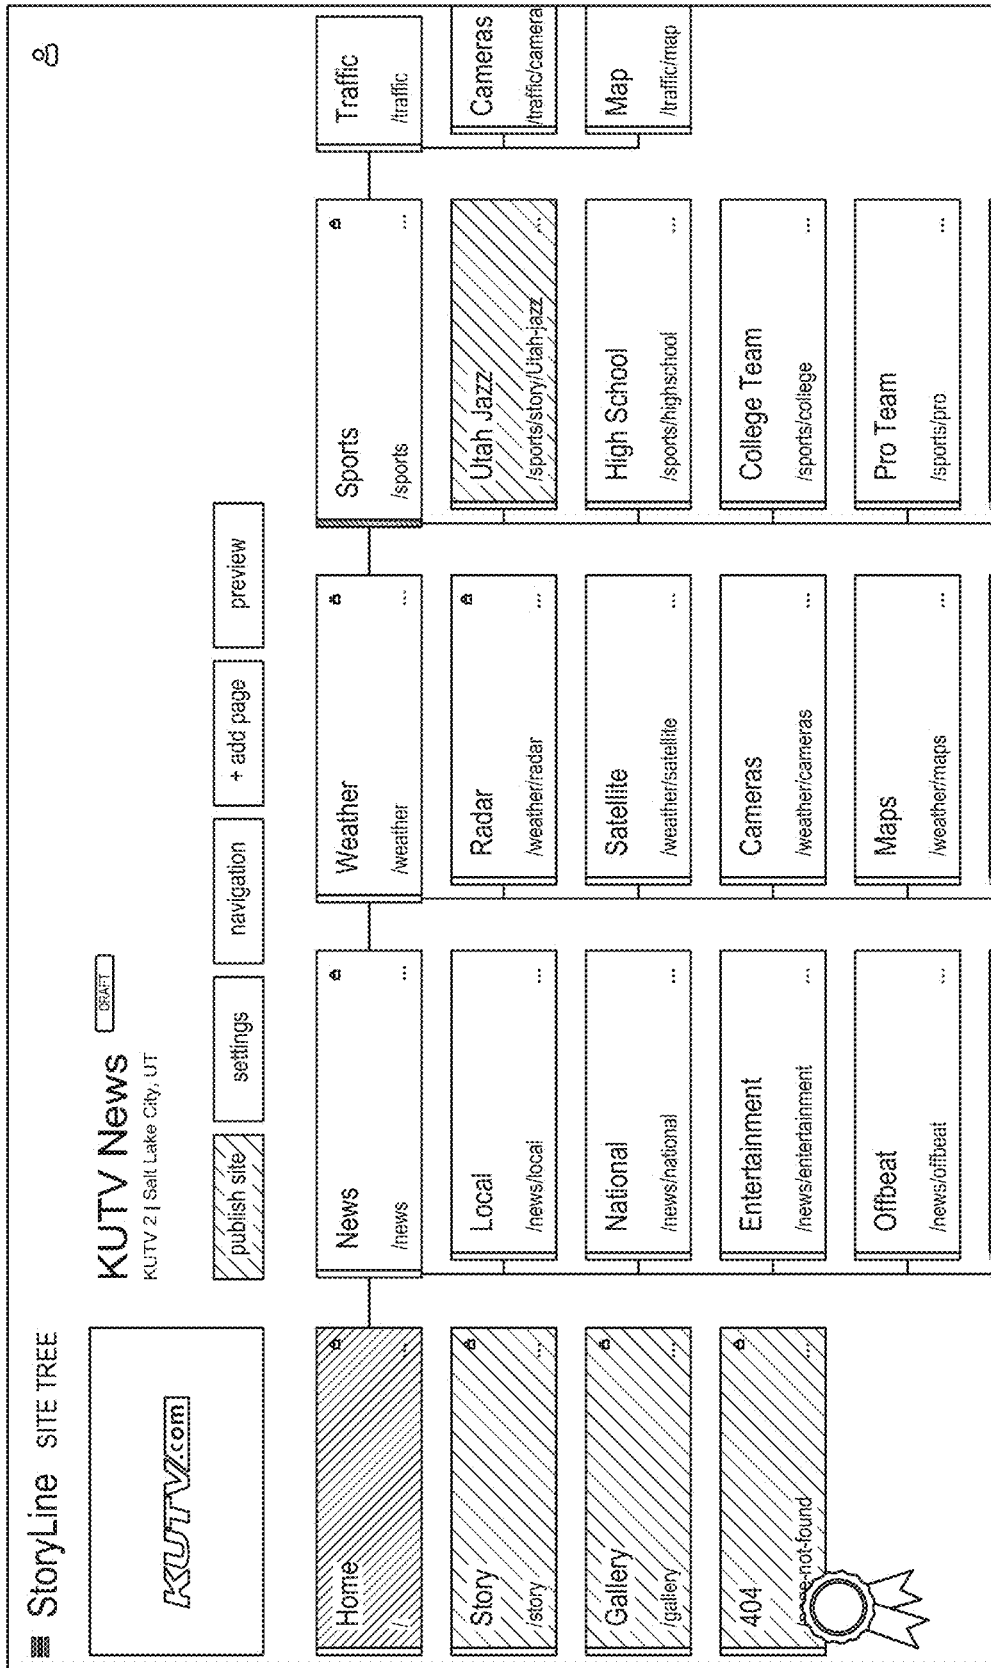 StoryLine SITE TREE
KUTV.com
KUTV News DRAFT
KUTV 2 | Salt Lake City, UT
publish site
settings
navigation
+ add page
preview
Home
/
Story
/story
Gallery
/gallery
404
-not-found
News
/news
...
Local
/news/local
...
National
/news/national
...
Entertainment
/news/entertainment
...
Offbeat
/news/offbeat
...
Weather
/weather
...
Radar
/weather/radar
...
Satellite
/weather/satellite
...
Cameras
/weather/cameras
...
Maps
/weather/maps
...
Sports
/sports
...
Utah Jazz
/sports/story/Utah-jazz
...
High School
/sports/highschool
...
College Team
/sports/college
...
Pro Team
/sports/pro
...
Traffic
/traffic
Cameras
/traffic/camera
Map
/traffic/map